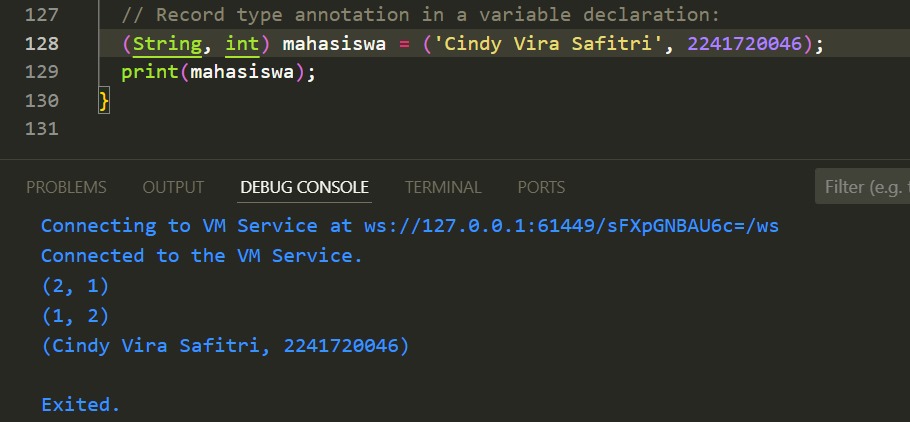 127 // Record type annotation in a variable declaration:
128 (String, int) mahasiswa = ('Cindy Vira Safitri', 2241720046);
129 print(mahasiswa);
130 }
131
PROBLEMS OUTPUT DEBUG CONSOLE TERMINAL PORTS Filter (e.g.
Connecting to VM Service at ws://127.0.0.1:61449/sFXpGNBAU6c=/ws
Connected to the VM Service.
(2, 1)
(1, 2)
(Cindy Vira Safitri, 2241720046)
Exited.